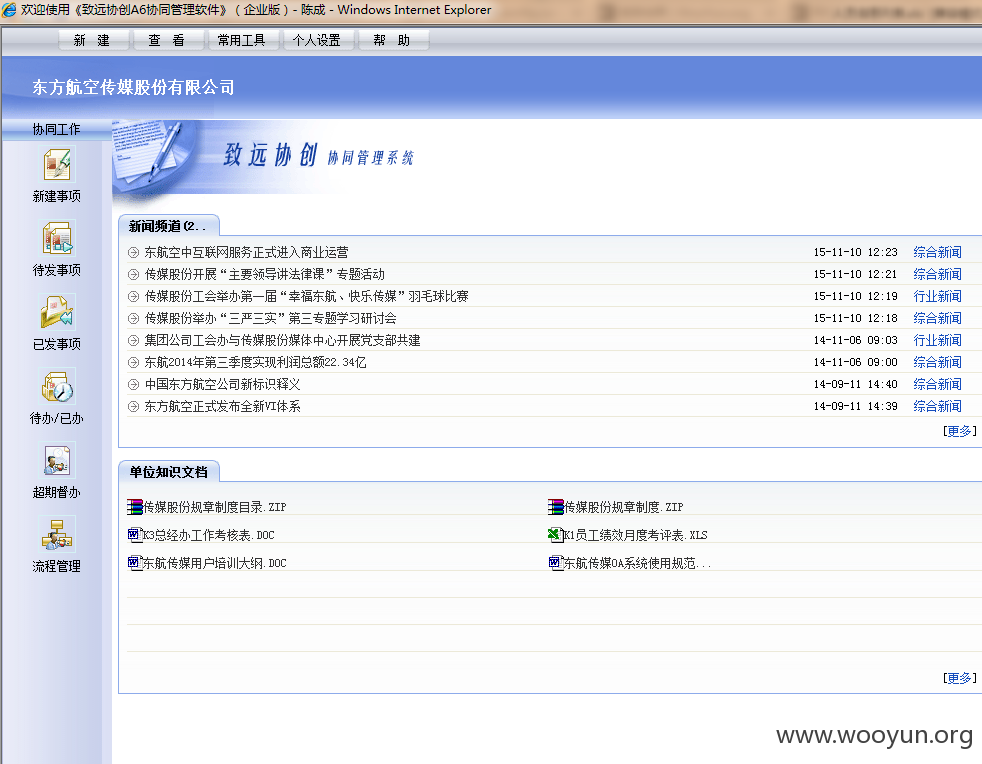 欢迎使用《致远协创A6协同管理软件》（企业版）- 陈成 - Windows Internet Explorer
新 建 查 看 常用工具 个人设置 帮 助
东方航空传媒股份有限公司
协同工作
新建事项
待发事项
已发事项
待办/已办
超期督办
流程管理
致远协创 协同管理系统
新闻频道(2..
东航空中互联网服务正式进入商业运营 15-11-10 12:23 综合新闻
传媒股份开展“主要领导讲法律课”专题活动 15-11-10 12:21 综合新闻
传媒股份工会举办第一届“幸福东航、快乐传媒”羽毛球比赛 15-11-10 12:19 行业新闻
传媒股份举办“三严三实”第三专题学习研讨会 15-11-10 12:18 综合新闻
集团公司工会办与传媒股份媒体中心开展党支部共建 14-11-06 09:03 行业新闻
东航2014年第三季度实现利润总额22.34亿 14-11-06 09:00 综合新闻
中国东方航空公司新标识释义 14-09-11 14:40 综合新闻
东方航空正式发布全新VI体系 14-09-11 14:39 综合新闻
[更多]
单位知识文档
传媒股份规章制度目录.ZIP 传媒股份规章制度.ZIP
K3总经办工作考核表.DOC K1员工绩效月度考评表.XLS
东航传媒用户培训大纲.DOC 东航传媒OA系统使用规范...
[更多]
www.wooyun.org